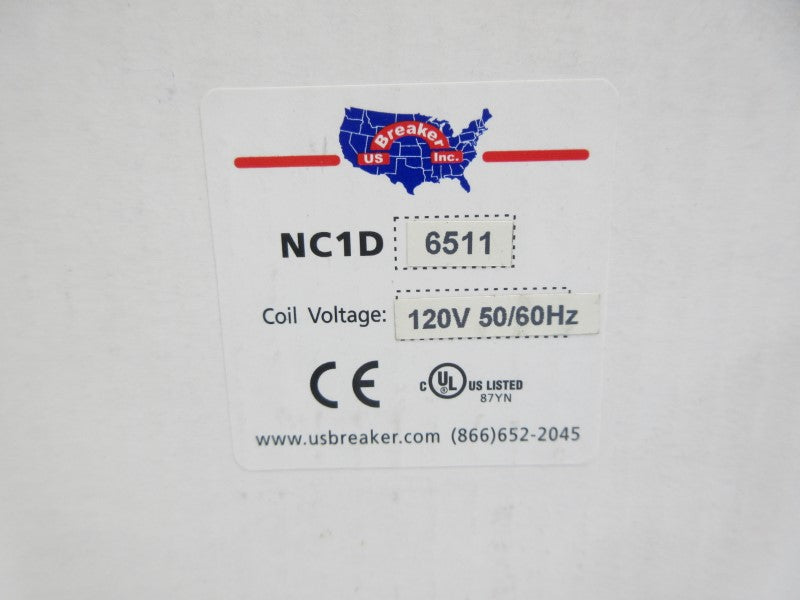 US Breaker Inc.
NC1D 6511
Coil Voltage: 120V 50/60Hz
CE C UL ® US LISTED
87YN
www.usbreaker.com (866)652-2045